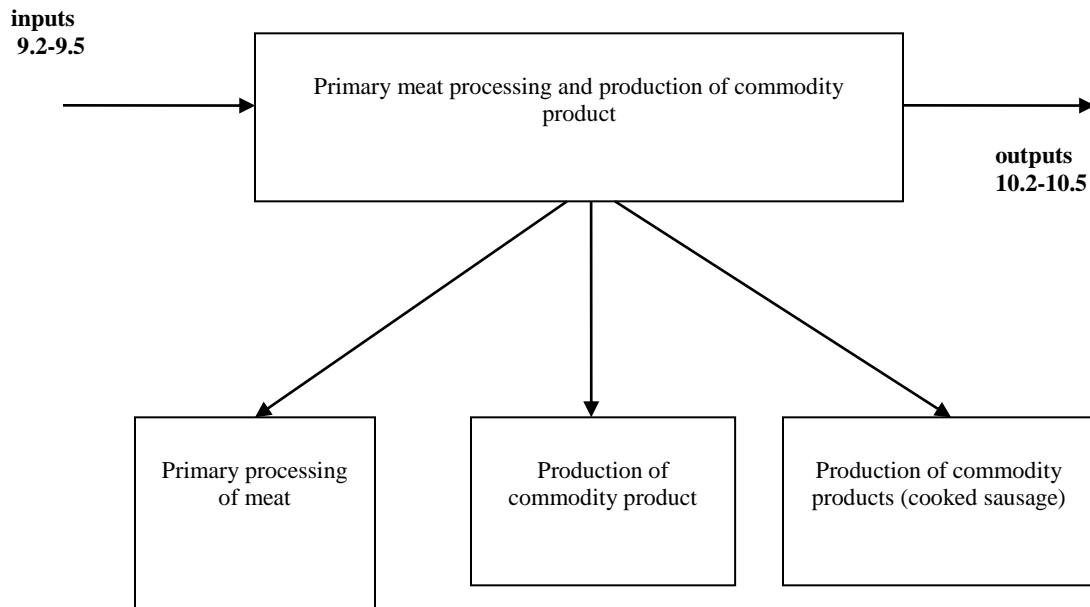 inputs
9.2-9.5
Primary meat processing and production of commodity
product
outputs
10.2-10.5
Primary processing
of meat
Production of
commodity product
Production of commodity
products (cooked sausage)